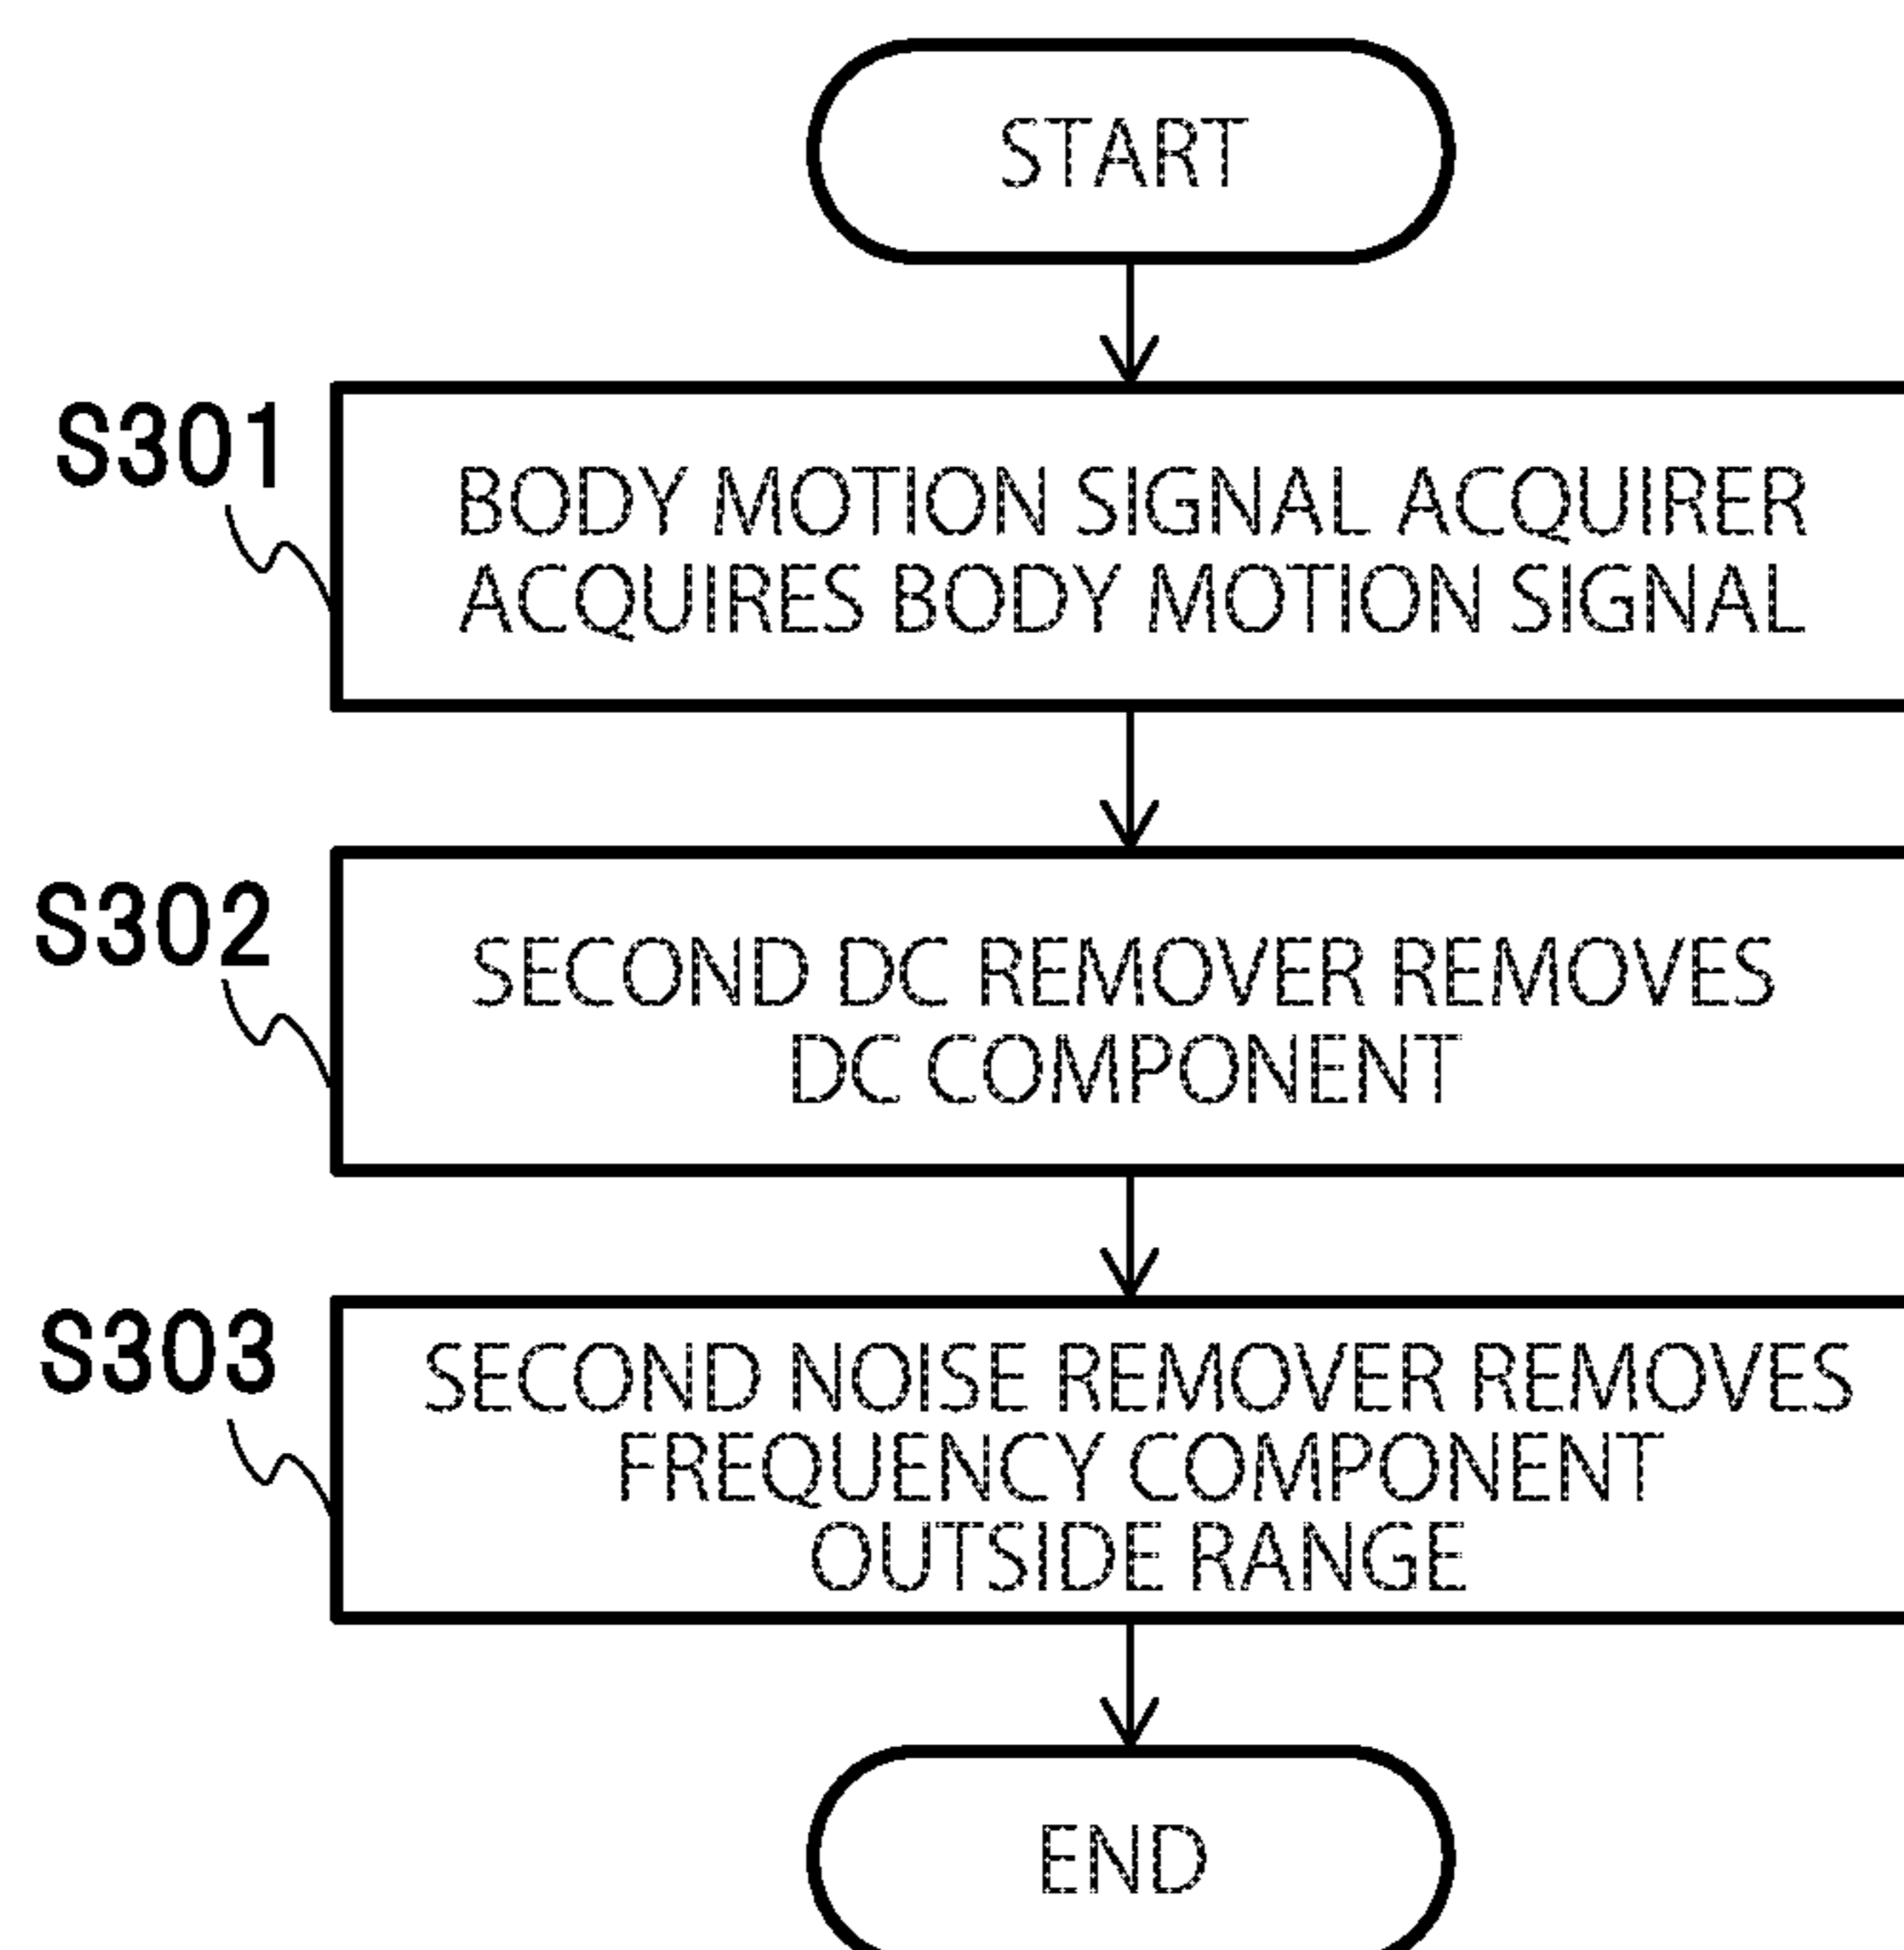 START
S301
BODY MOTION SIGNAL ACQUIRER
ACQUIRES BODY MOTION SIGNAL
S302
SECOND DC REMOVER REMOVES
DC COMPONENT
S303
SECOND NOISE REMOVER REMOVES
FREQUENCY COMPONENT
OUTSIDE RANGE
END